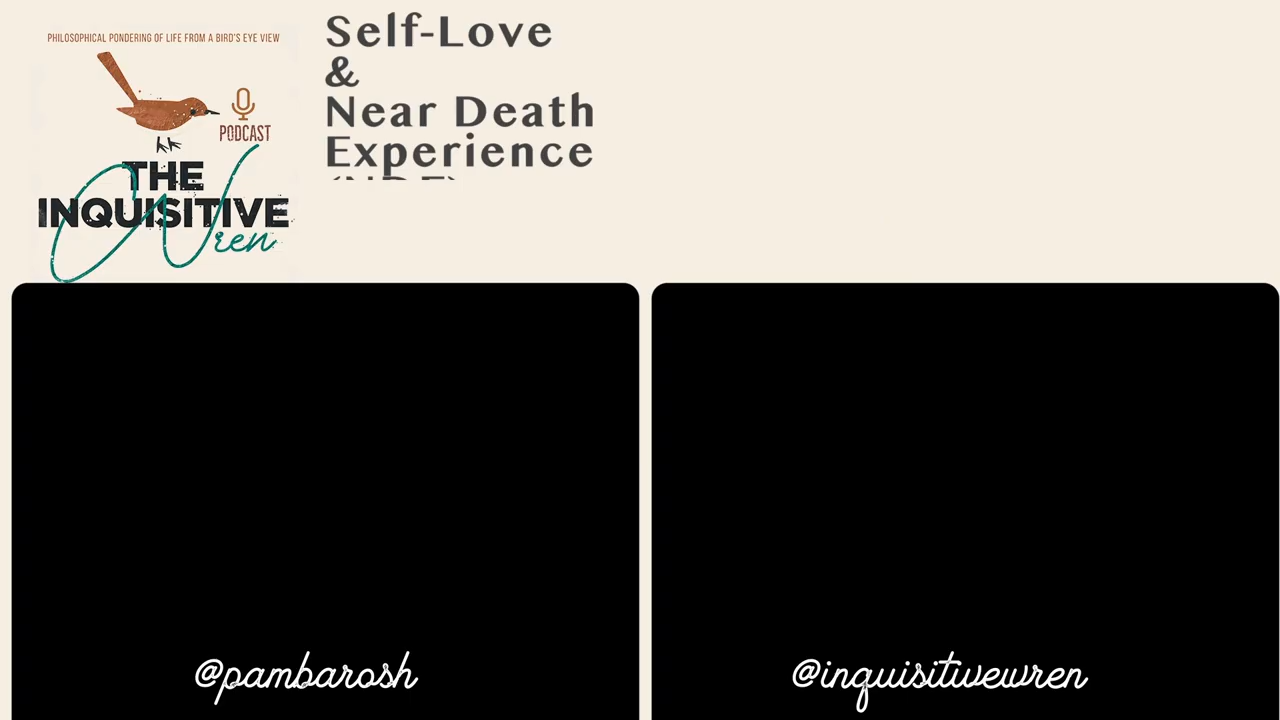 PHILOSOPHICAL PONDERING OF LIFE FROM A BIRD'S EYE VIEW
PODCAST
THE
INQUISITIVE
Wren
Self-Love
&
Near Death
Experience
@pambarosh
@inquisitivewren